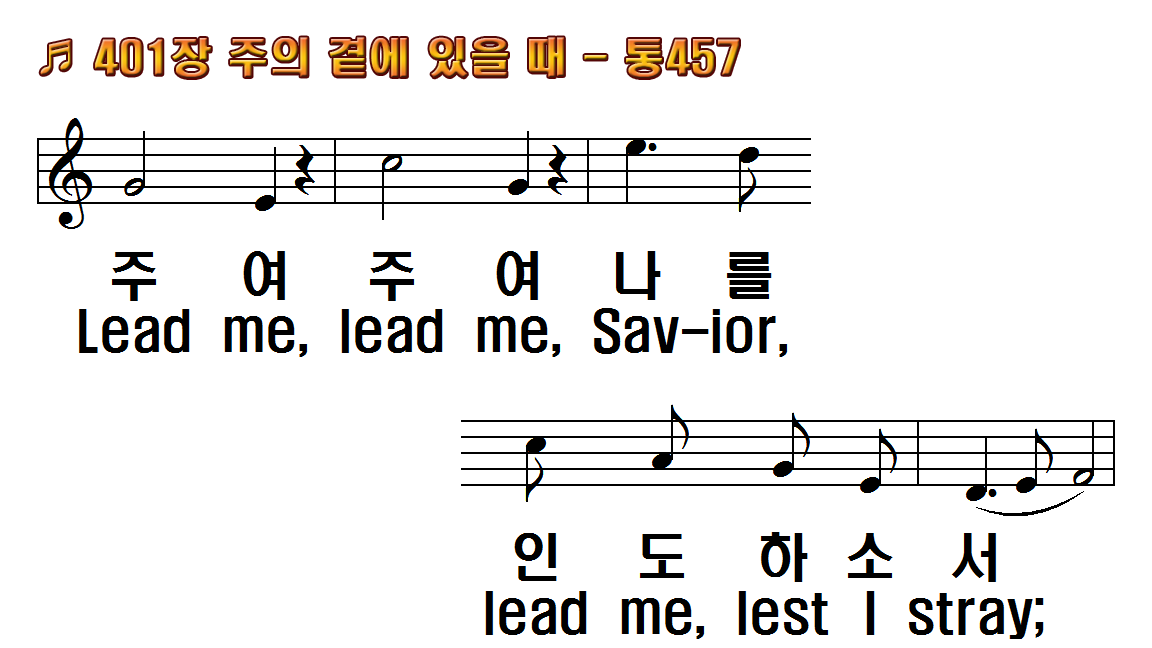 ♬ 401장 주의 곁에 있을 때 - 통457
주 여 주 여 나 를
Lead me, lead me, Sav-ior,
인 도 하 소 서
lead me, lest I stray;